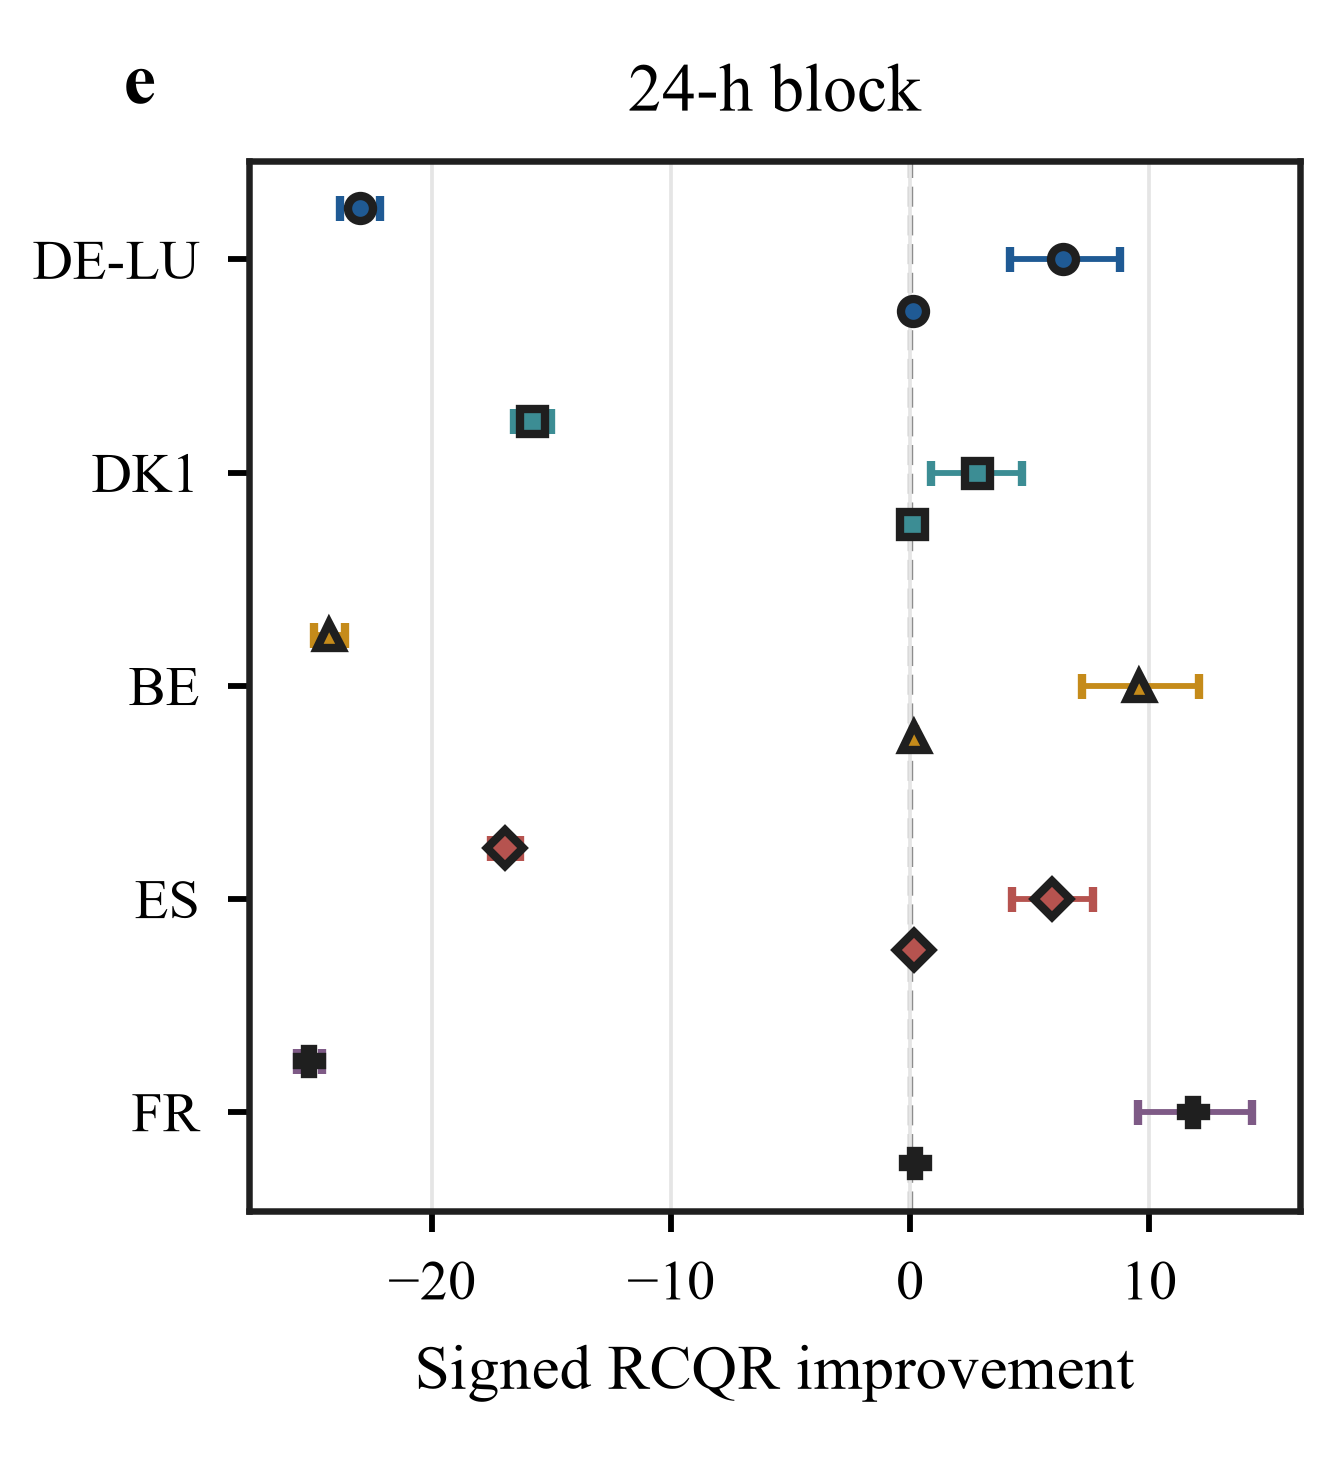 e
24-h block
DE-LU
DK1
BE
ES
FR
−20 −10 0 10
Signed RCQR improvement